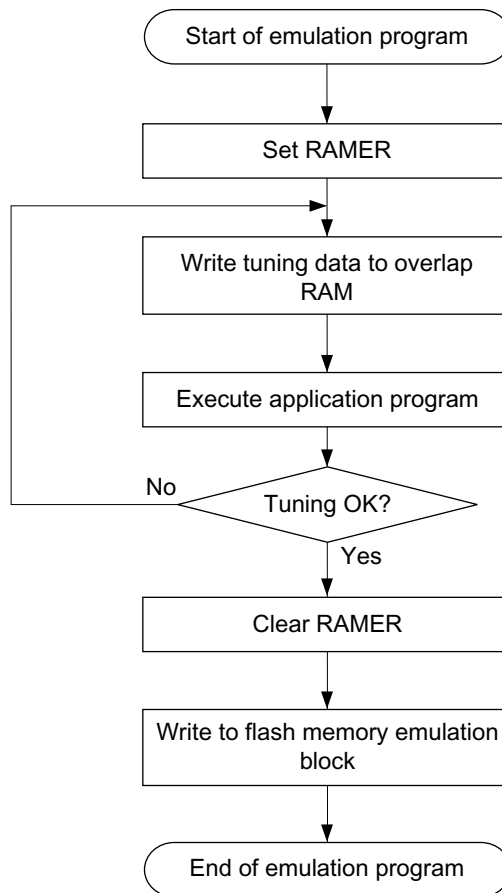 Start of emulation program
Set RAMER
Write tuning data to overlap
RAM
Execute application program
No
Tuning OK?
Yes
Clear RAMER
Write to flash memory emulation
block
End of emulation program